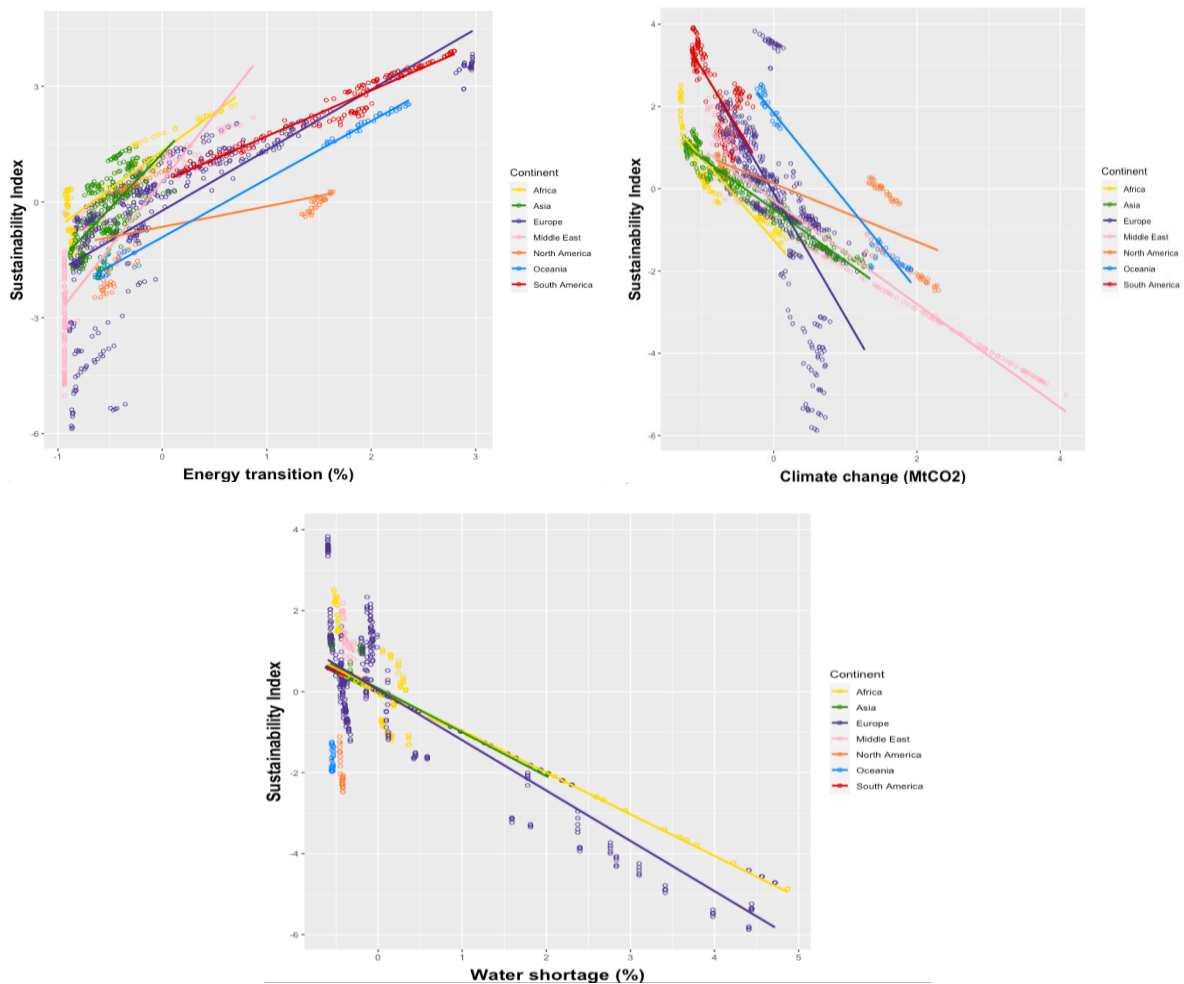 Sustainability Index
3
0
-3
-6
-1
0
1
2
3
Energy transition (%)
Continent
Africa
Asia
Europe
Middle East
North America
Oceania
South America
Sustainability Index
4
2
0
-2
-4
-6
0
2
4
Climate change (MtCO2)
Continent
Africa
Asia
Europe
Middle East
North America
Oceania
South America
Sustainability Index
4
2
0
-2
-4
-6
0
1
2
3
4
5
Water shortage (%)
Continent
Africa
Asia
Europe
Middle East
North America
Oceania
South America